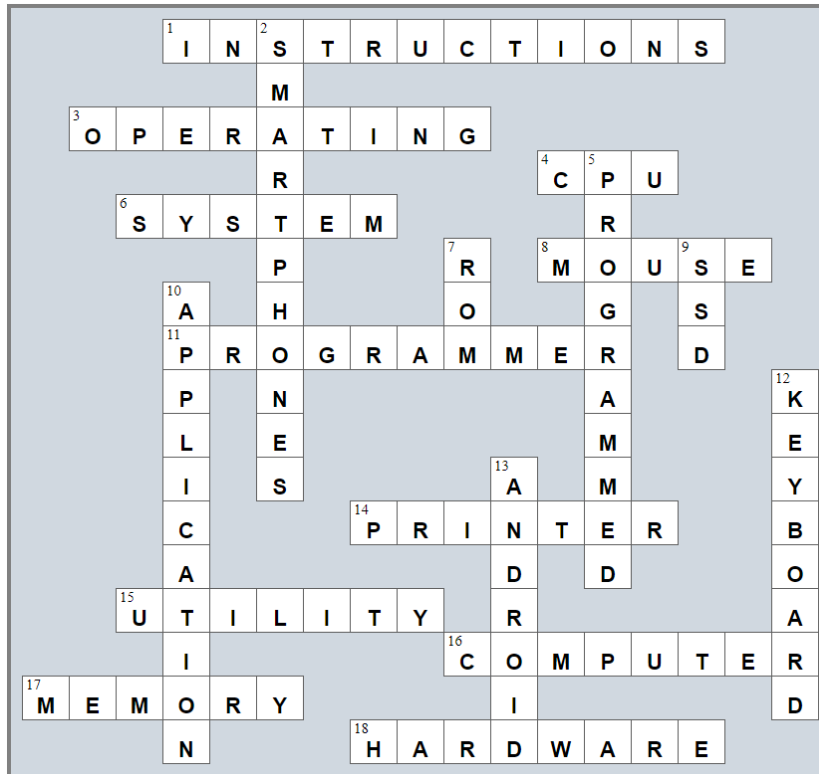 1 I N 2 S T R U C T I O N S
M
3 O P E R A T I N G
R 4 C 5 P U
6 S Y S T E M R
P 7 R 8 M O U 9 S E
10 A H O G S
11 P R O G R A M M E R D
P N A 12 K
L E M E
I S 13 A M Y
C 14 P R I N T E R B
A D D O
15 U T I L I T Y R A
I 16 C O M P U T E R
17 M E M O R Y I D
N 18 H A R D W A R E